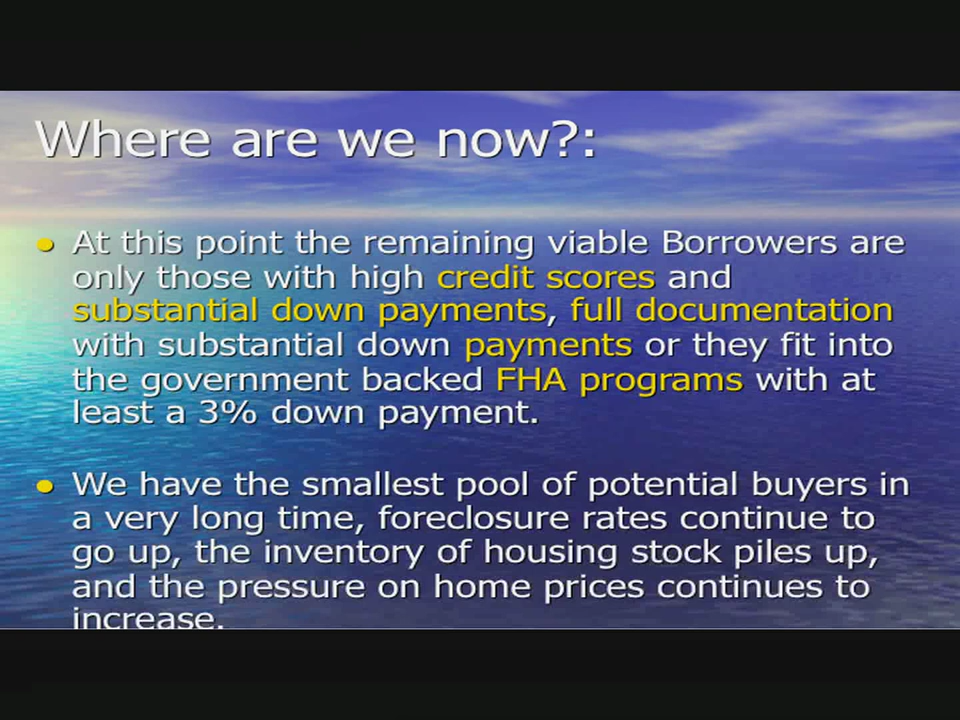 Where are we now?:
At this point the remaining viable Borrowers are
only those with high credit scores and
substantial down payments, full documentation
with substantial down payments or they fit into
the government backed FHA programs with at
least a 3% down payment.
We have the smallest pool of potential buyers in
a very long time, foreclosure rates continue to
go up, the inventory of housing stock piles up,
and the pressure on home prices continues to
increase.